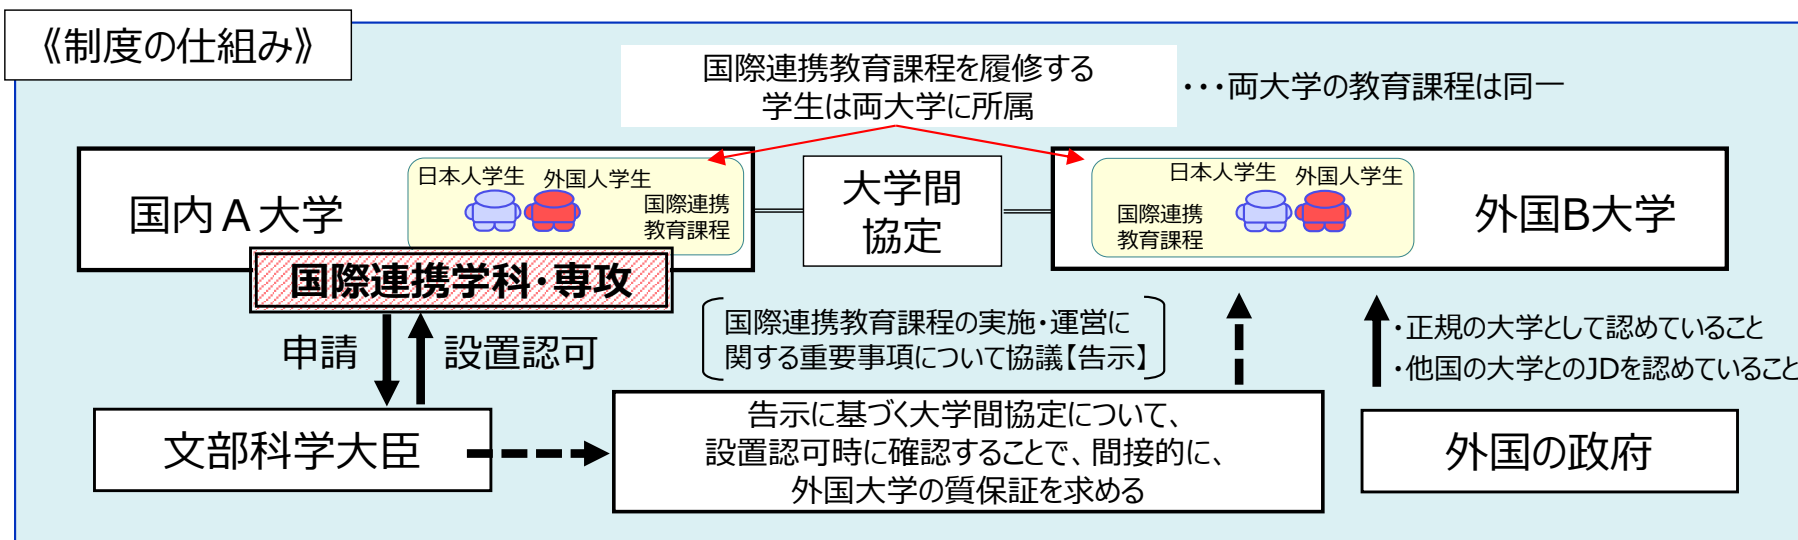 《制度の仕組み》
国際連携教育課程を履修する
学生は両大学に所属
・・・両大学の教育課程は同一
国内A大学
日本人学生
外国人学生
国際連携
教育課程
大学間
協定
日本人学生
外国人学生
国際連携
教育課程
外国B大学
国際連携学科・専攻
申請
設置認可
国際連携教育課程の実施・運営に
関する重要事項について協議【告示】
・正規の大学として認めていること
・他国の大学とのJDを認めていること
文部科学大臣
告示に基づく大学間協定について、
設置認可時に確認することで、間接的に、
外国大学の質保証を求める
外国の政府